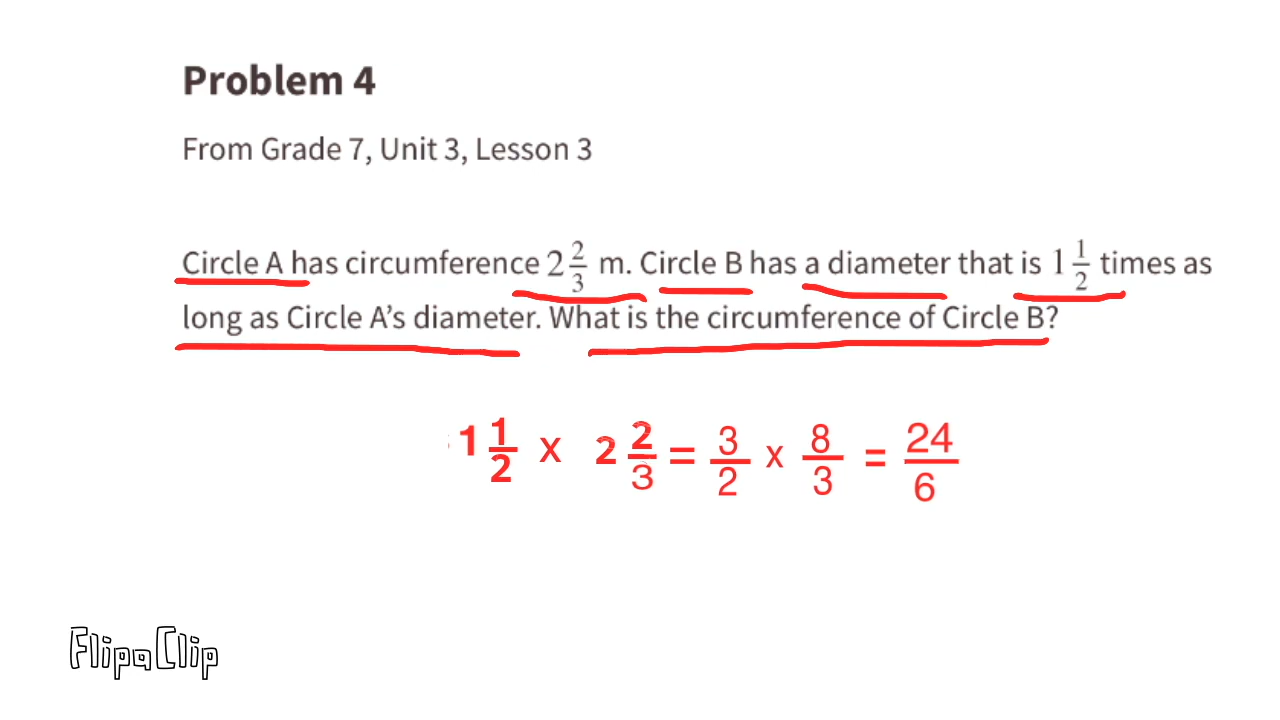 Problem 4
From Grade 7, Unit 3, Lesson 3
Circle A has circumference 2 2/3 m. Circle B has a diameter that is 1 1/2 times as
long as Circle A's diameter. What is the circumference of Circle B?
1 1/2 x 2 2/3 = 3/2 x 8/3 = 24/6
FlipaClip